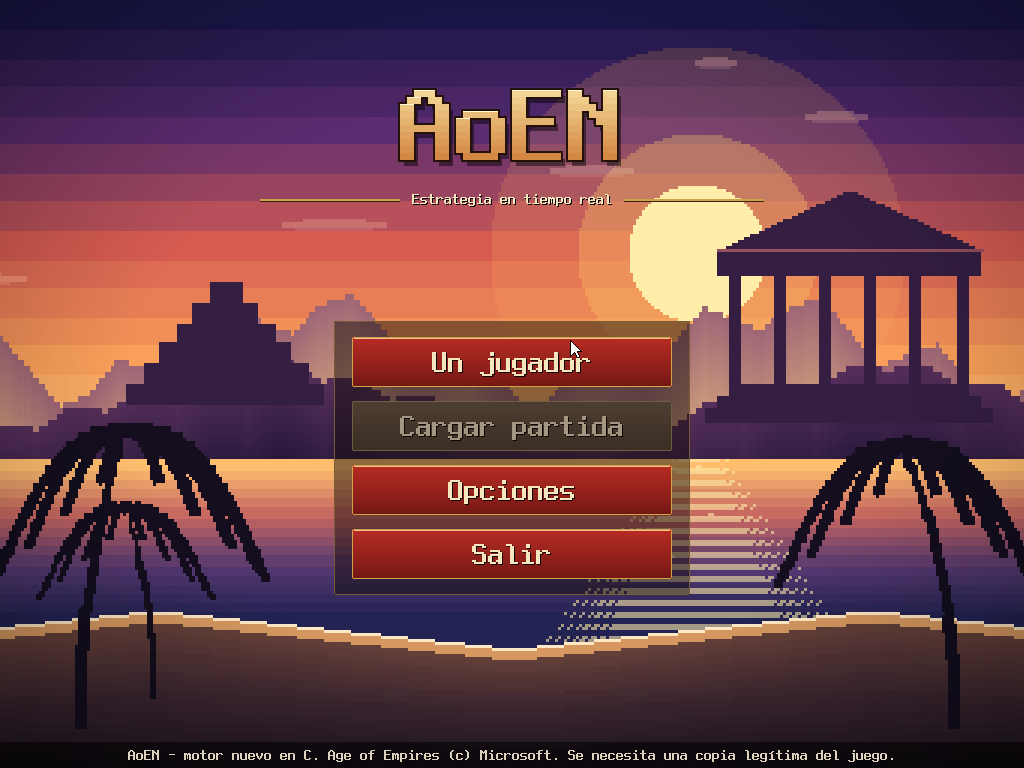 AoEN
Estrategia en tiempo real
Un jugador
Cargar partida
Opciones
Salir
AoEN - motor nuevo en C. Age of Empires (c) Microsoft. Se necesita una copia legítima del juego.